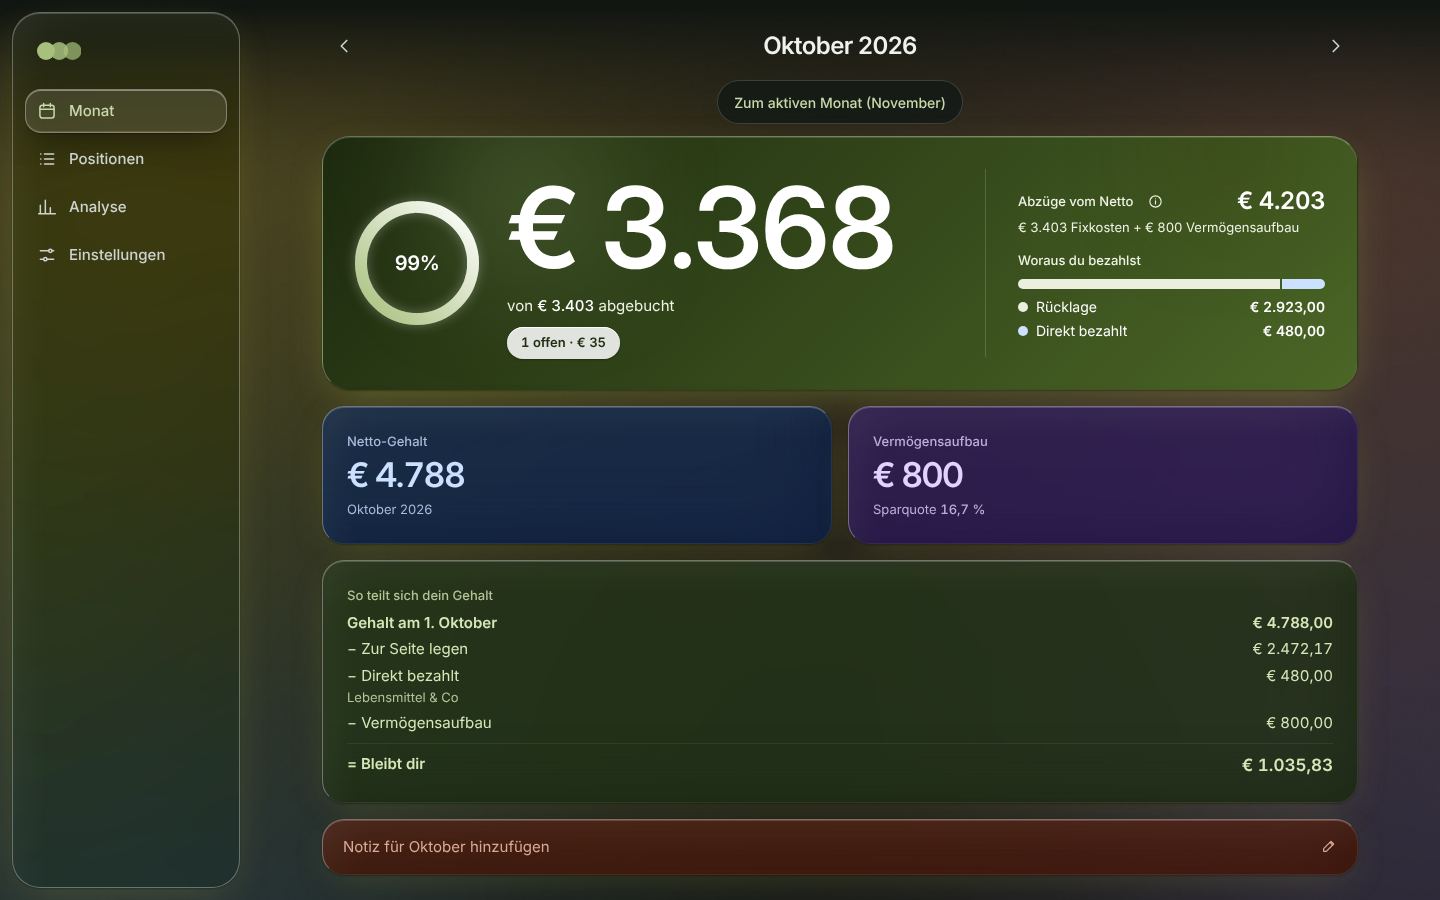 Oktober 2026
Zum aktiven Monat (November)
Monat
Positionen
Analyse
Einstellungen
99%
€ 3.368
von € 3.403 abgebucht
1 offen · € 35
Abzüge vom Netto € 4.203
€ 3.403 Fixkosten + € 800 Vermögensaufbau
Woraus du bezahlst
Rücklage € 2.923,00
Direkt bezahlt € 480,00
Netto-Gehalt
€ 4.788
Oktober 2026
Vermögensaufbau
€ 800
Sparquote 16,7 %
So teilt sich dein Gehalt
Gehalt am 1. Oktober € 4.788,00
− Zur Seite legen € 2.472,17
− Direkt bezahlt € 480,00
Lebensmittel & Co
− Vermögensaufbau € 800,00
= Bleibt dir € 1.035,83
Notiz für Oktober hinzufügen